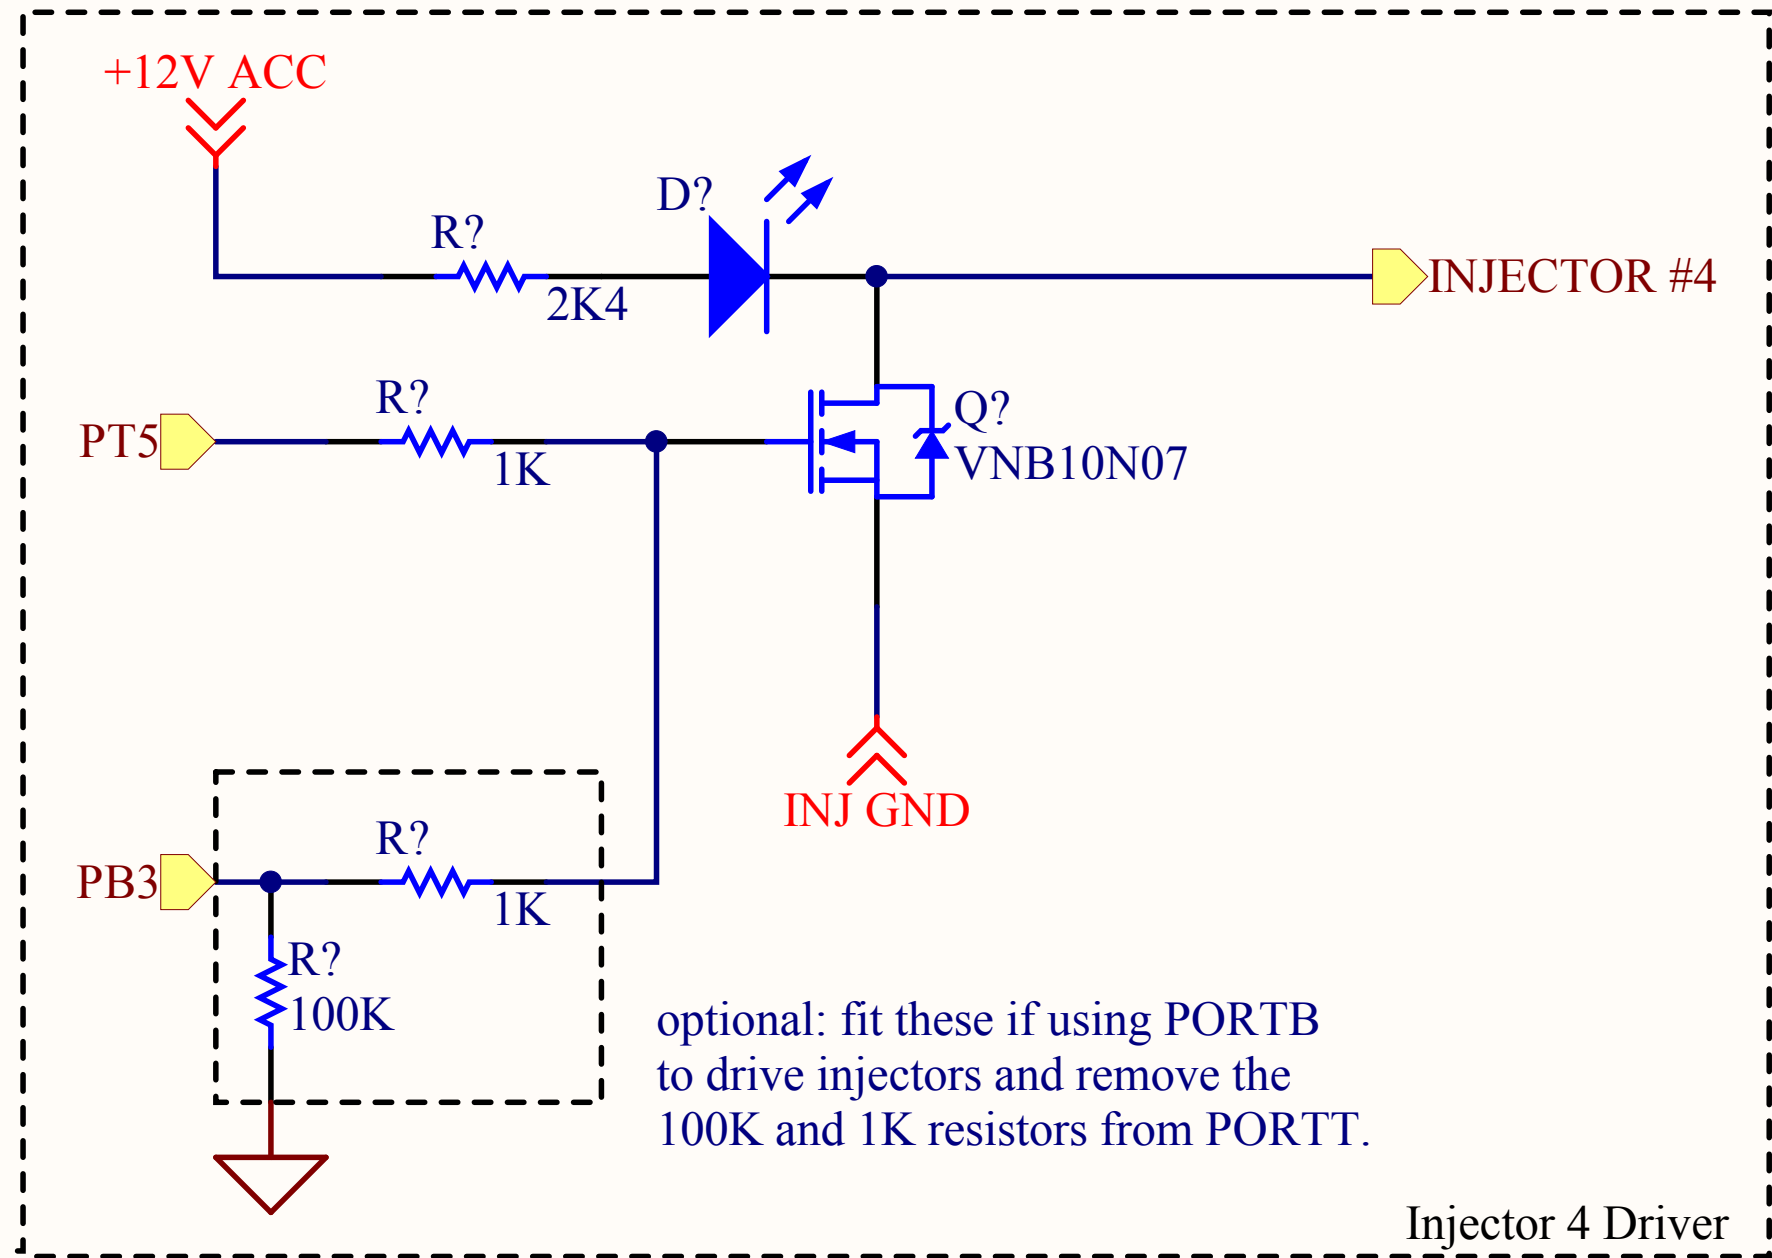 +12V ACC
D?
R?
2K4
INJECTOR #4
R?
PT5
1K
Q?
VNB10N07
INJ GND
R?
PB3
1K
R?
100K
optional: fit these if using PORTB
to drive injectors and remove the
100K and 1K resistors from PORTT.
Injector 4 Driver